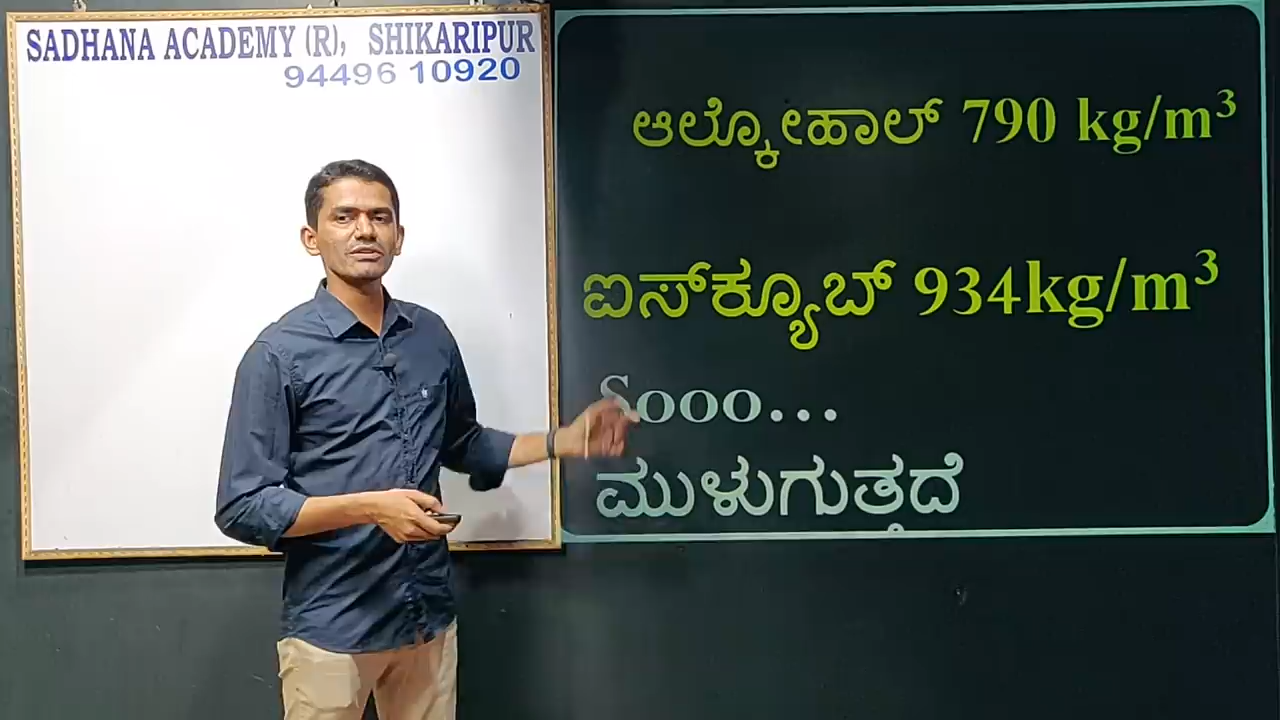 SADHANA ACADEMY (R), SHIKARIPUR
94496 10920
ಆಲ್ಕೋಹಾಲ್ 790 kg/m³
ಐಸ್‌ಕ್ಯೂಬ್ 934kg/m³
Sooo...
ಮುಳುಗುತ್ತದೆ